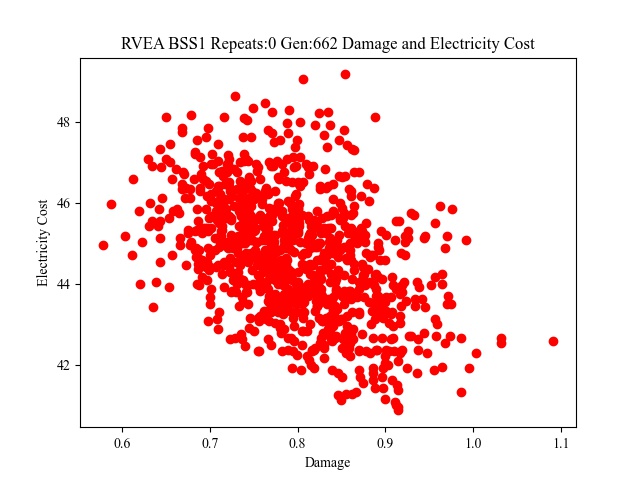 RVEA BSS1 Repeats:0 Gen:662 Damage and Electricity Cost
48
46
44
42
Electricity Cost
0.6 0.7 0.8 0.9 1.0 1.1
Damage